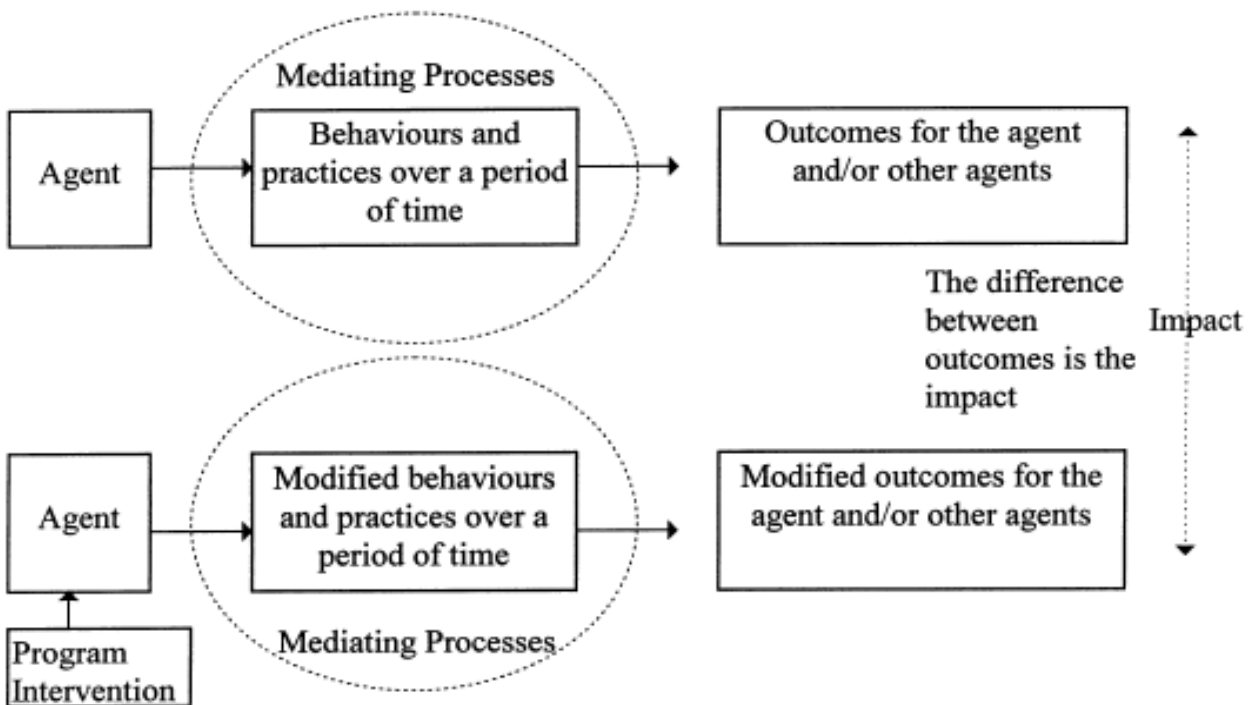 Mediating Processes
Agent
Behaviours and
practices over a period
of time
Outcomes for the agent
and/or other agents
The difference
between
outcomes is the
impact
Impact
Agent
Modified behaviours
and practices over a
period of time
Mediating Processes
Modified outcomes for the
agent and/or other agents
Program
Intervention